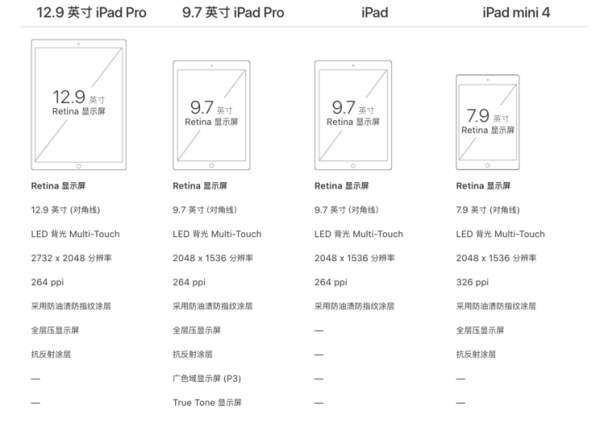 12.9 英寸 iPad Pro
9.7 英寸 iPad Pro
iPad
iPad mini 4
12.9 英寸
Retina 显示屏
9.7 英寸
Retina 显示屏
9.7 英寸
Retina 显示屏
7.9 英寸
Retina 显示屏
Retina 显示屏
Retina 显示屏
Retina 显示屏
Retina 显示屏
12.9 英寸 (对角线)
9.7 英寸 (对角线)
9.7 英寸 (对角线)
7.9 英寸 (对角线)
LED 背光 Multi-Touch
LED 背光 Multi-Touch
LED 背光 Multi-Touch
LED 背光 Multi-Touch
2732 x 2048 分辨率
2048 x 1536 分辨率
2048 x 1536 分辨率
2048 x 1536 分辨率
264 ppi
264 ppi
264 ppi
326 ppi
采用防油渍防指纹涂层
采用防油渍防指纹涂层
采用防油渍防指纹涂层
采用防油渍防指纹涂层
全层压显示屏
全层压显示屏
—
全层压显示屏
抗反射涂层
抗反射涂层
—
抗反射涂层
—
广色域显示屏 (P3)
—
—
—
True Tone 显示屏
—
—